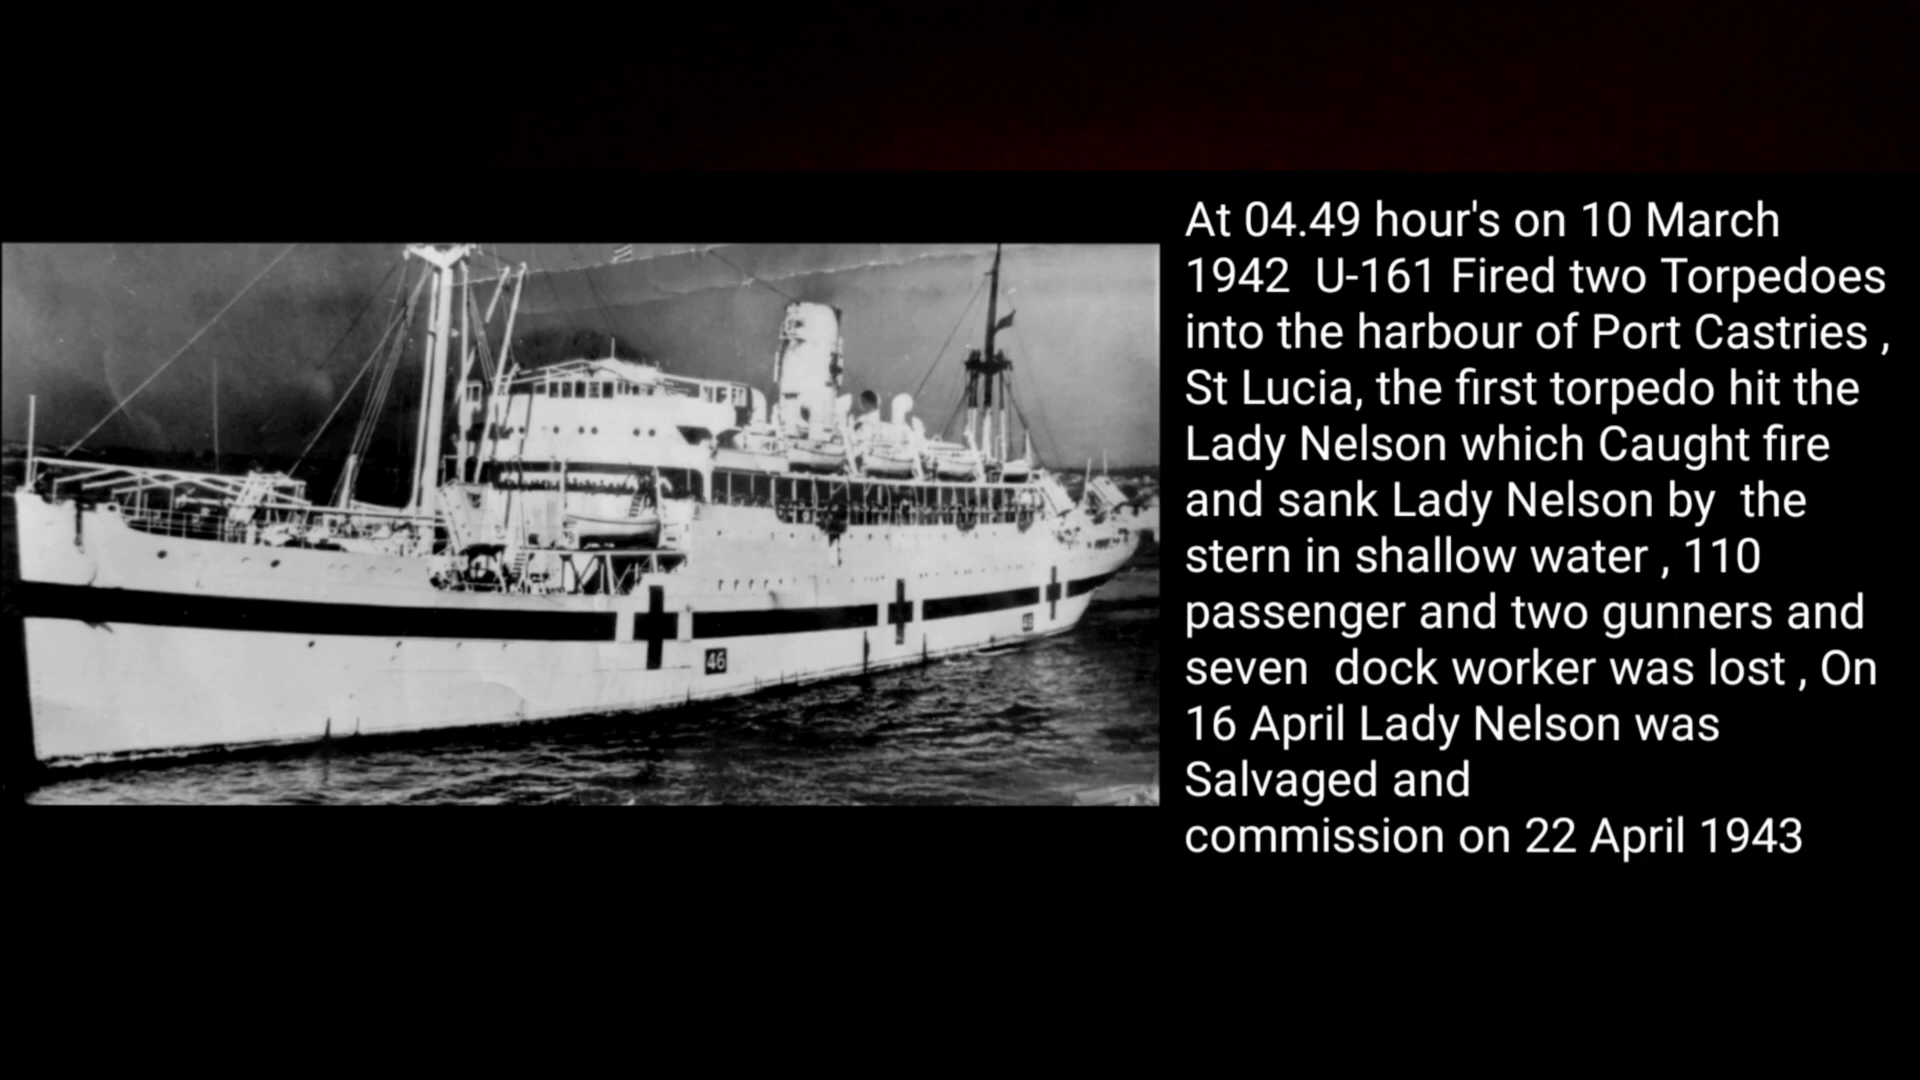 At 04.49 hour's on 10 March
1942  U-161 Fired two Torpedoes
into the harbour of Port Castries ,
St Lucia, the first torpedo hit the
Lady Nelson which Caught fire
and sank Lady Nelson by  the
stern in shallow water , 110
passenger and two gunners and
seven  dock worker was lost , On
16 April Lady Nelson was
Salvaged and
commission on 22 April 1943
46